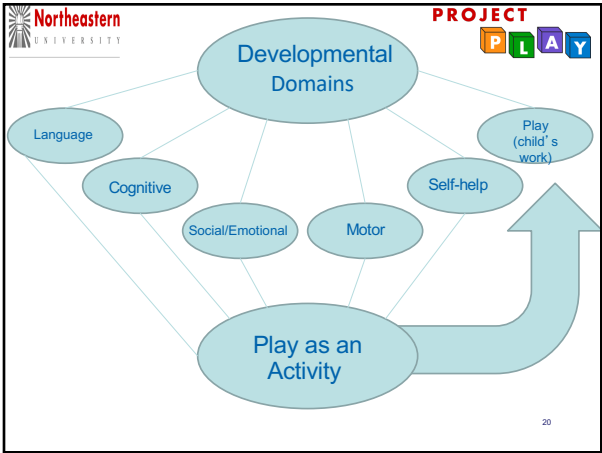 Northeastern
UNIVERSITY
PROJECT
PLAY
Developmental
Domains
Language
Play
(child's
work)
Cognitive
Self-help
Social/Emotional
Motor
Play as an
Activity
20